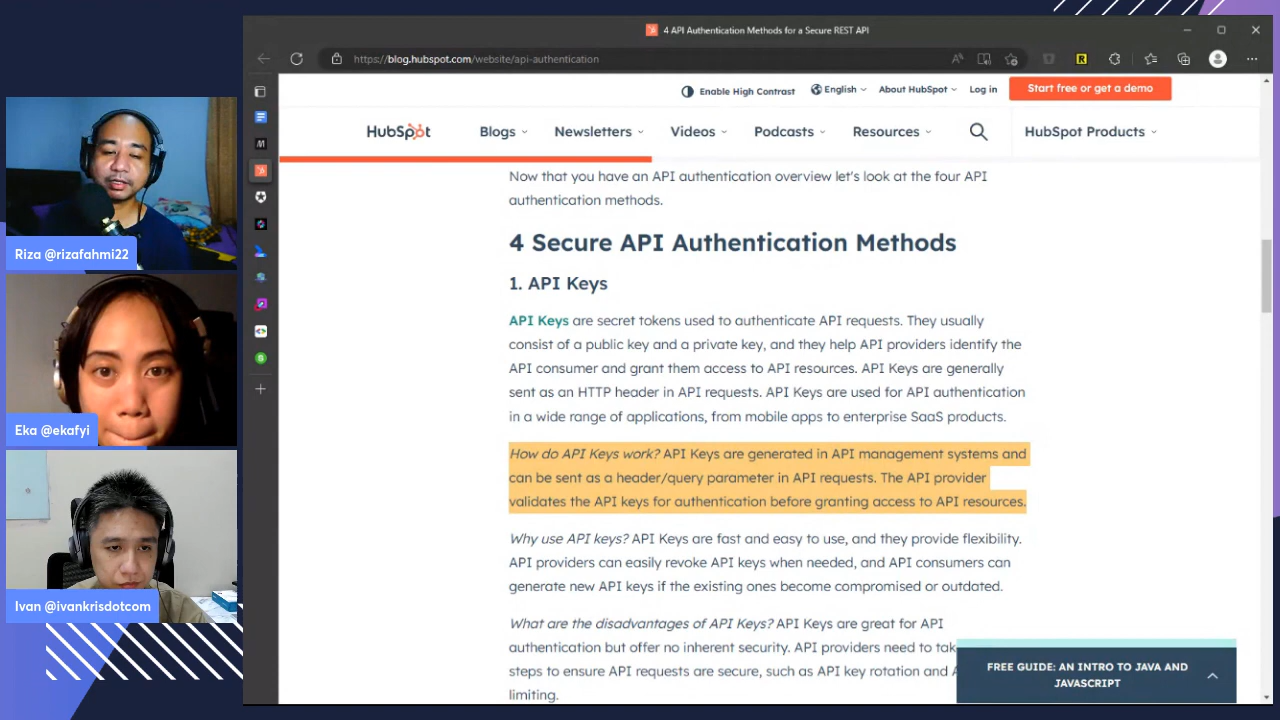 4 API Authentication Methods for a Secure REST API
https://blog.hubspot.com/website/api-authentication
Enable High Contrast
English
About HubSpot
Log in
Start free or get a demo
HubSpot
Blogs
Newsletters
Videos
Podcasts
Resources
HubSpot Products
Now that you have an API authentication overview let's look at the four API
authentication methods.
4 Secure API Authentication Methods
1. API Keys
API Keys are secret tokens used to authenticate API requests. They usually
consist of a public key and a private key, and they help API providers identify the
API consumer and grant them access to API resources. API Keys are generally
sent as an HTTP header in API requests. API Keys are used for API authentication
in a wide range of applications, from mobile apps to enterprise SaaS products.
How do API Keys work? API Keys are generated in API management systems and
can be sent as a header/query parameter in API requests. The API provider
validates the API keys for authentication before granting access to API resources.
Why use API keys? API Keys are fast and easy to use, and they provide flexibility.
API providers can easily revoke API keys when needed, and API consumers can
generate new API keys if the existing ones become compromised or outdated.
What are the disadvantages of API Keys? API Keys are great for API
authentication but offer no inherent security. API providers need to tak
steps to ensure API requests are secure, such as API key rotation and A
limiting.
FREE GUIDE: AN INTRO TO JAVA AND
JAVASCRIPT
Riza @rizafahmi22
Eka @ekafyi
Ivan @ivankrisdotcom